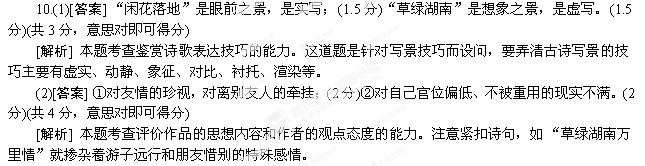 10.(1)[答案] “闲花落地”是眼前之景，是实写；(1.5分)“草绿湖南”是想象之景，是虚写。(1.5
分)(共3分，意思对即可得分)
[解析] 本题考查鉴赏诗歌表达技巧的能力。这道题是针对写景技巧而设问，要弄清古诗写景的技
巧主要有虚实、动静、象征、对比、衬托、渲染等。
(2)[答案] ①对友情的珍视，对离别友人的牵挂；(2分)②对自己官位偏低、不被重用的现实不满。(2
分)(共4分，意思对即可得分)
[解析] 本题考查评价作品的思想内容和作者的观点态度的能力。注意紧扣诗句，如“草绿湖南万
里情”就掺杂着游子远行和朋友惜别的特殊感情。